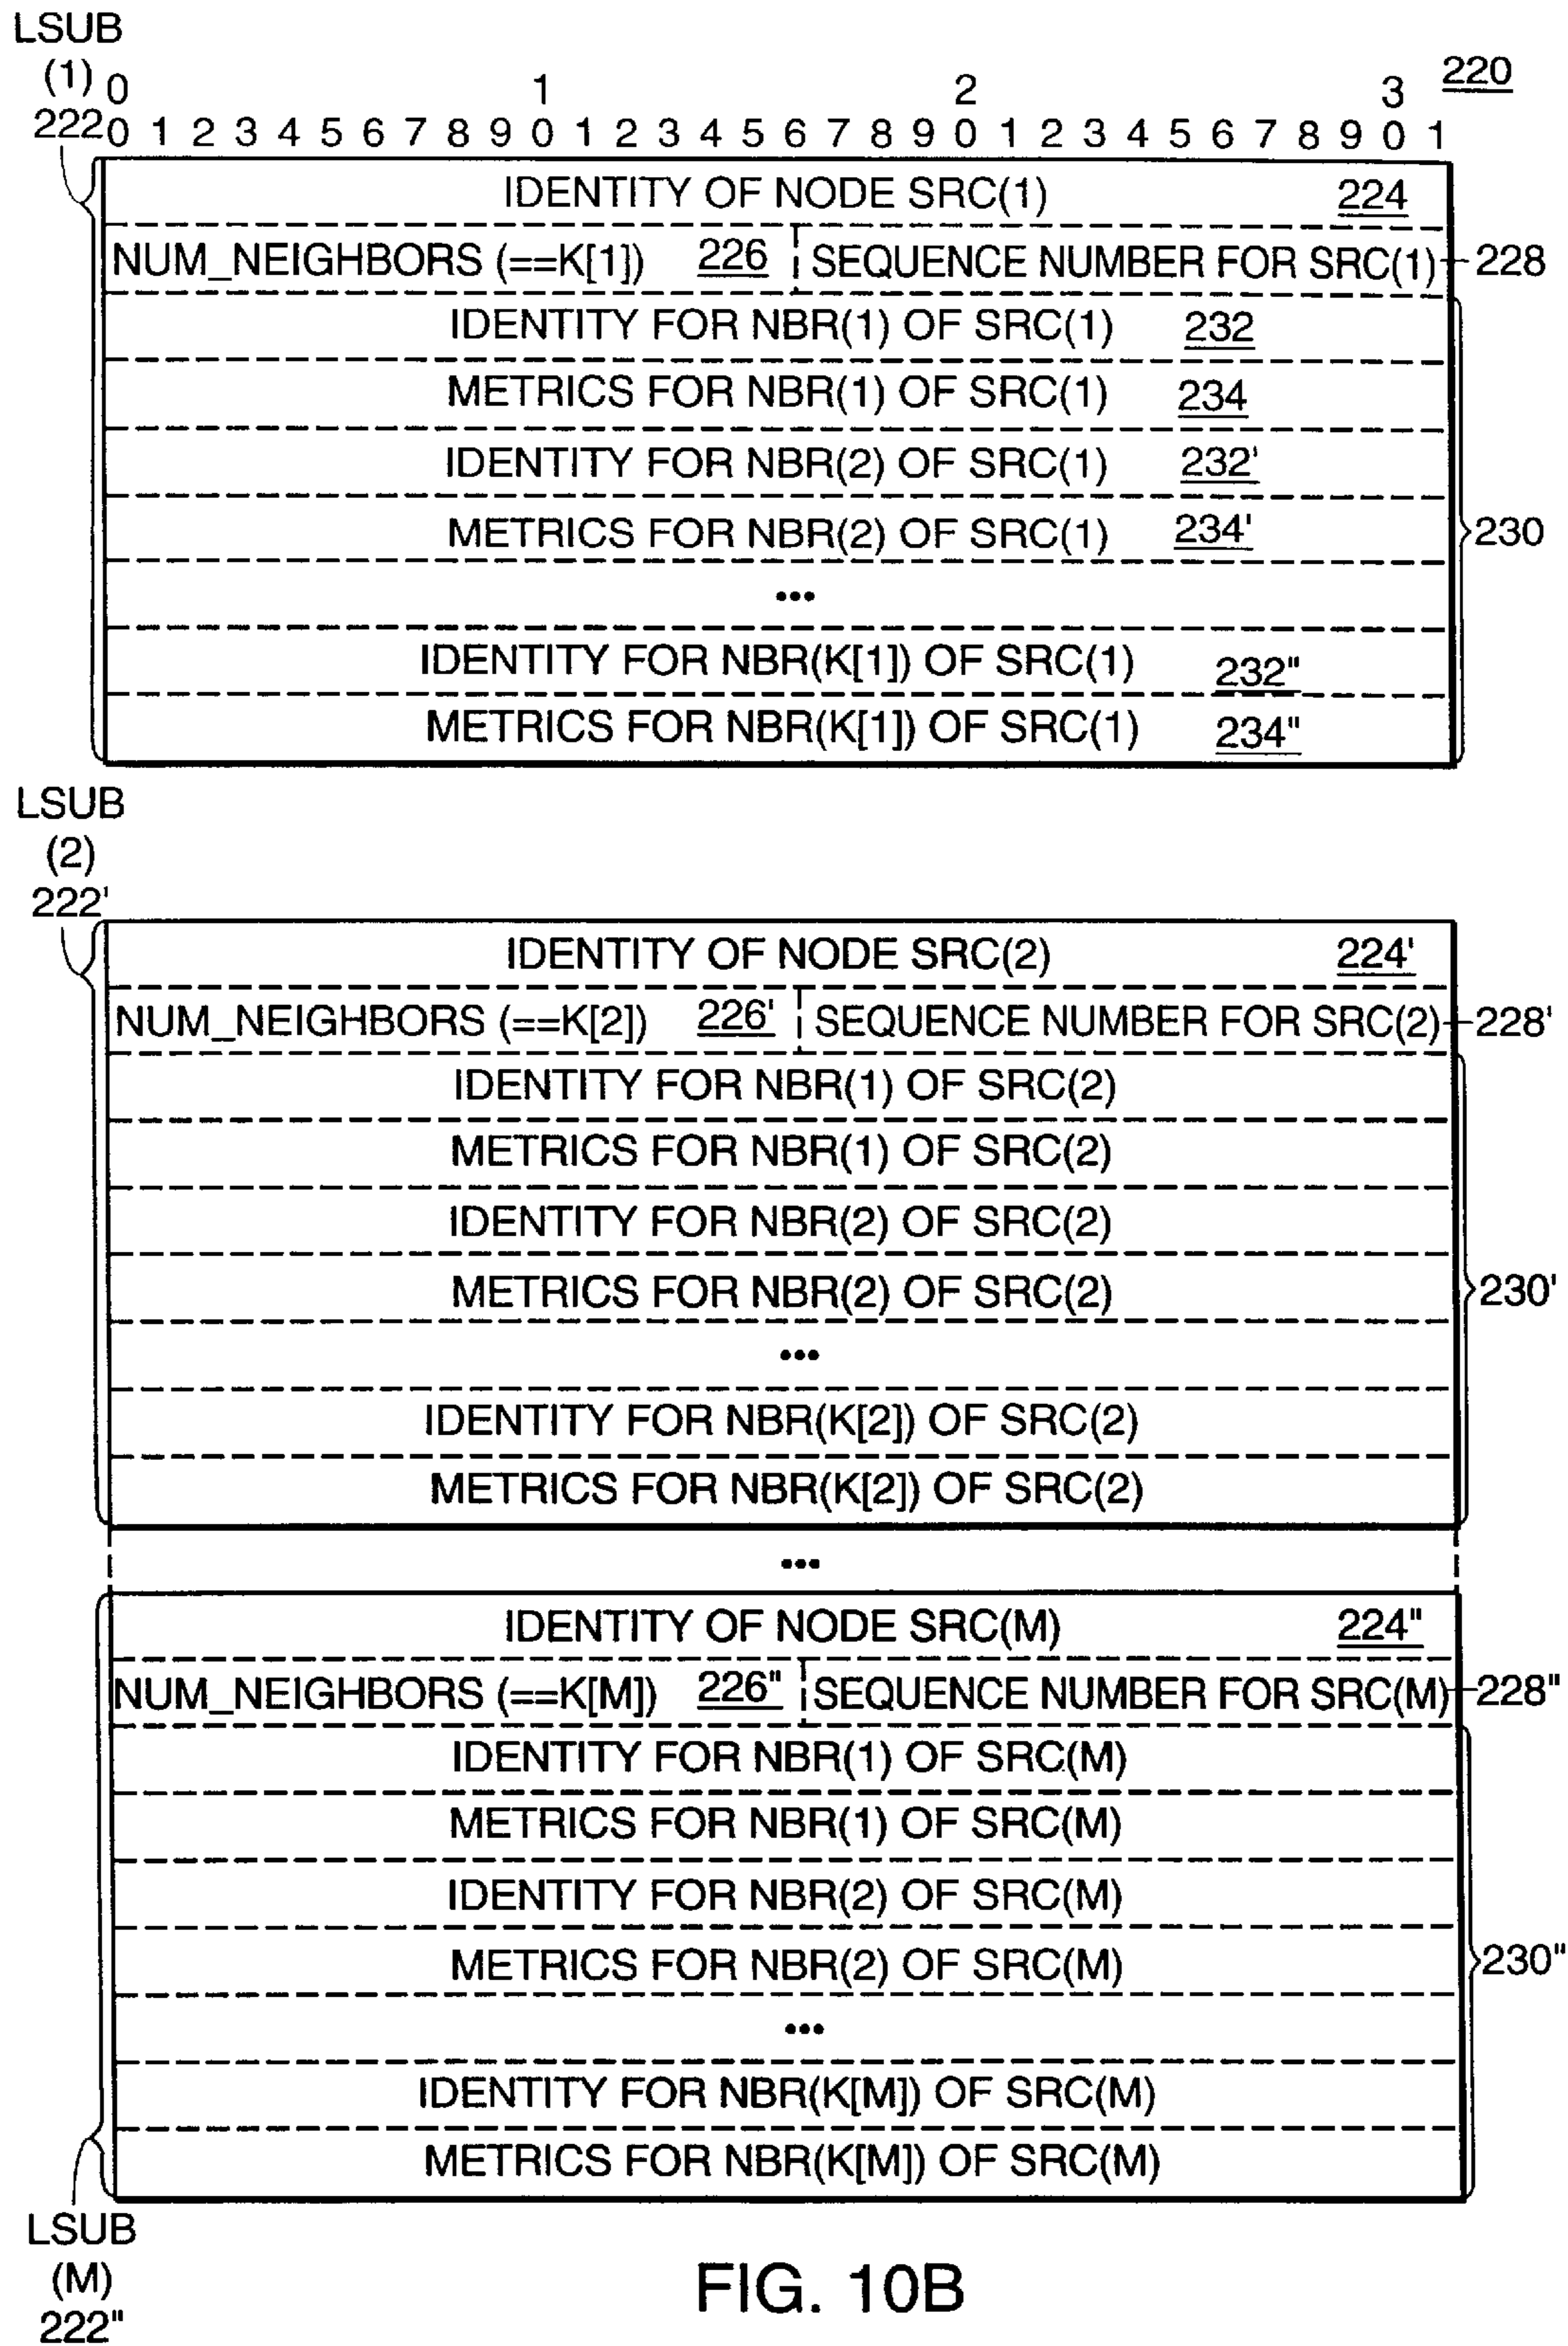 LSUB
(1) 0 1 2 3 220
222 0 1 2 3 4 5 6 7 8 9 0 1 2 3 4 5 6 7 8 9 0 1 2 3 4 5 6 7 8 9 0 1
IDENTITY OF NODE SRC(1) 224
NUM_NEIGHBORS (==K[1]) 226 SEQUENCE NUMBER FOR SRC(1) 228
IDENTITY FOR NBR(1) OF SRC(1) 232
METRICS FOR NBR(1) OF SRC(1) 234
IDENTITY FOR NBR(2) OF SRC(1) 232'
METRICS FOR NBR(2) OF SRC(1) 234' 230
...
IDENTITY FOR NBR(K[1]) OF SRC(1) 232"
METRICS FOR NBR(K[1]) OF SRC(1) 234"
LSUB
(2)
222'
IDENTITY OF NODE SRC(2) 224'
NUM_NEIGHBORS (==K[2]) 226' SEQUENCE NUMBER FOR SRC(2) 228'
IDENTITY FOR NBR(1) OF SRC(2)
METRICS FOR NBR(1) OF SRC(2)
IDENTITY FOR NBR(2) OF SRC(2)
METRICS FOR NBR(2) OF SRC(2) 230'
...
IDENTITY FOR NBR(K[2]) OF SRC(2)
METRICS FOR NBR(K[2]) OF SRC(2)
...
IDENTITY OF NODE SRC(M) 224"
NUM_NEIGHBORS (==K[M]) 226" SEQUENCE NUMBER FOR SRC(M) 228"
IDENTITY FOR NBR(1) OF SRC(M)
METRICS FOR NBR(1) OF SRC(M)
IDENTITY FOR NBR(2) OF SRC(M)
METRICS FOR NBR(2) OF SRC(M) 230"
...
IDENTITY FOR NBR(K[M]) OF SRC(M)
METRICS FOR NBR(K[M]) OF SRC(M)
LSUB
(M)
222"
FIG. 10B